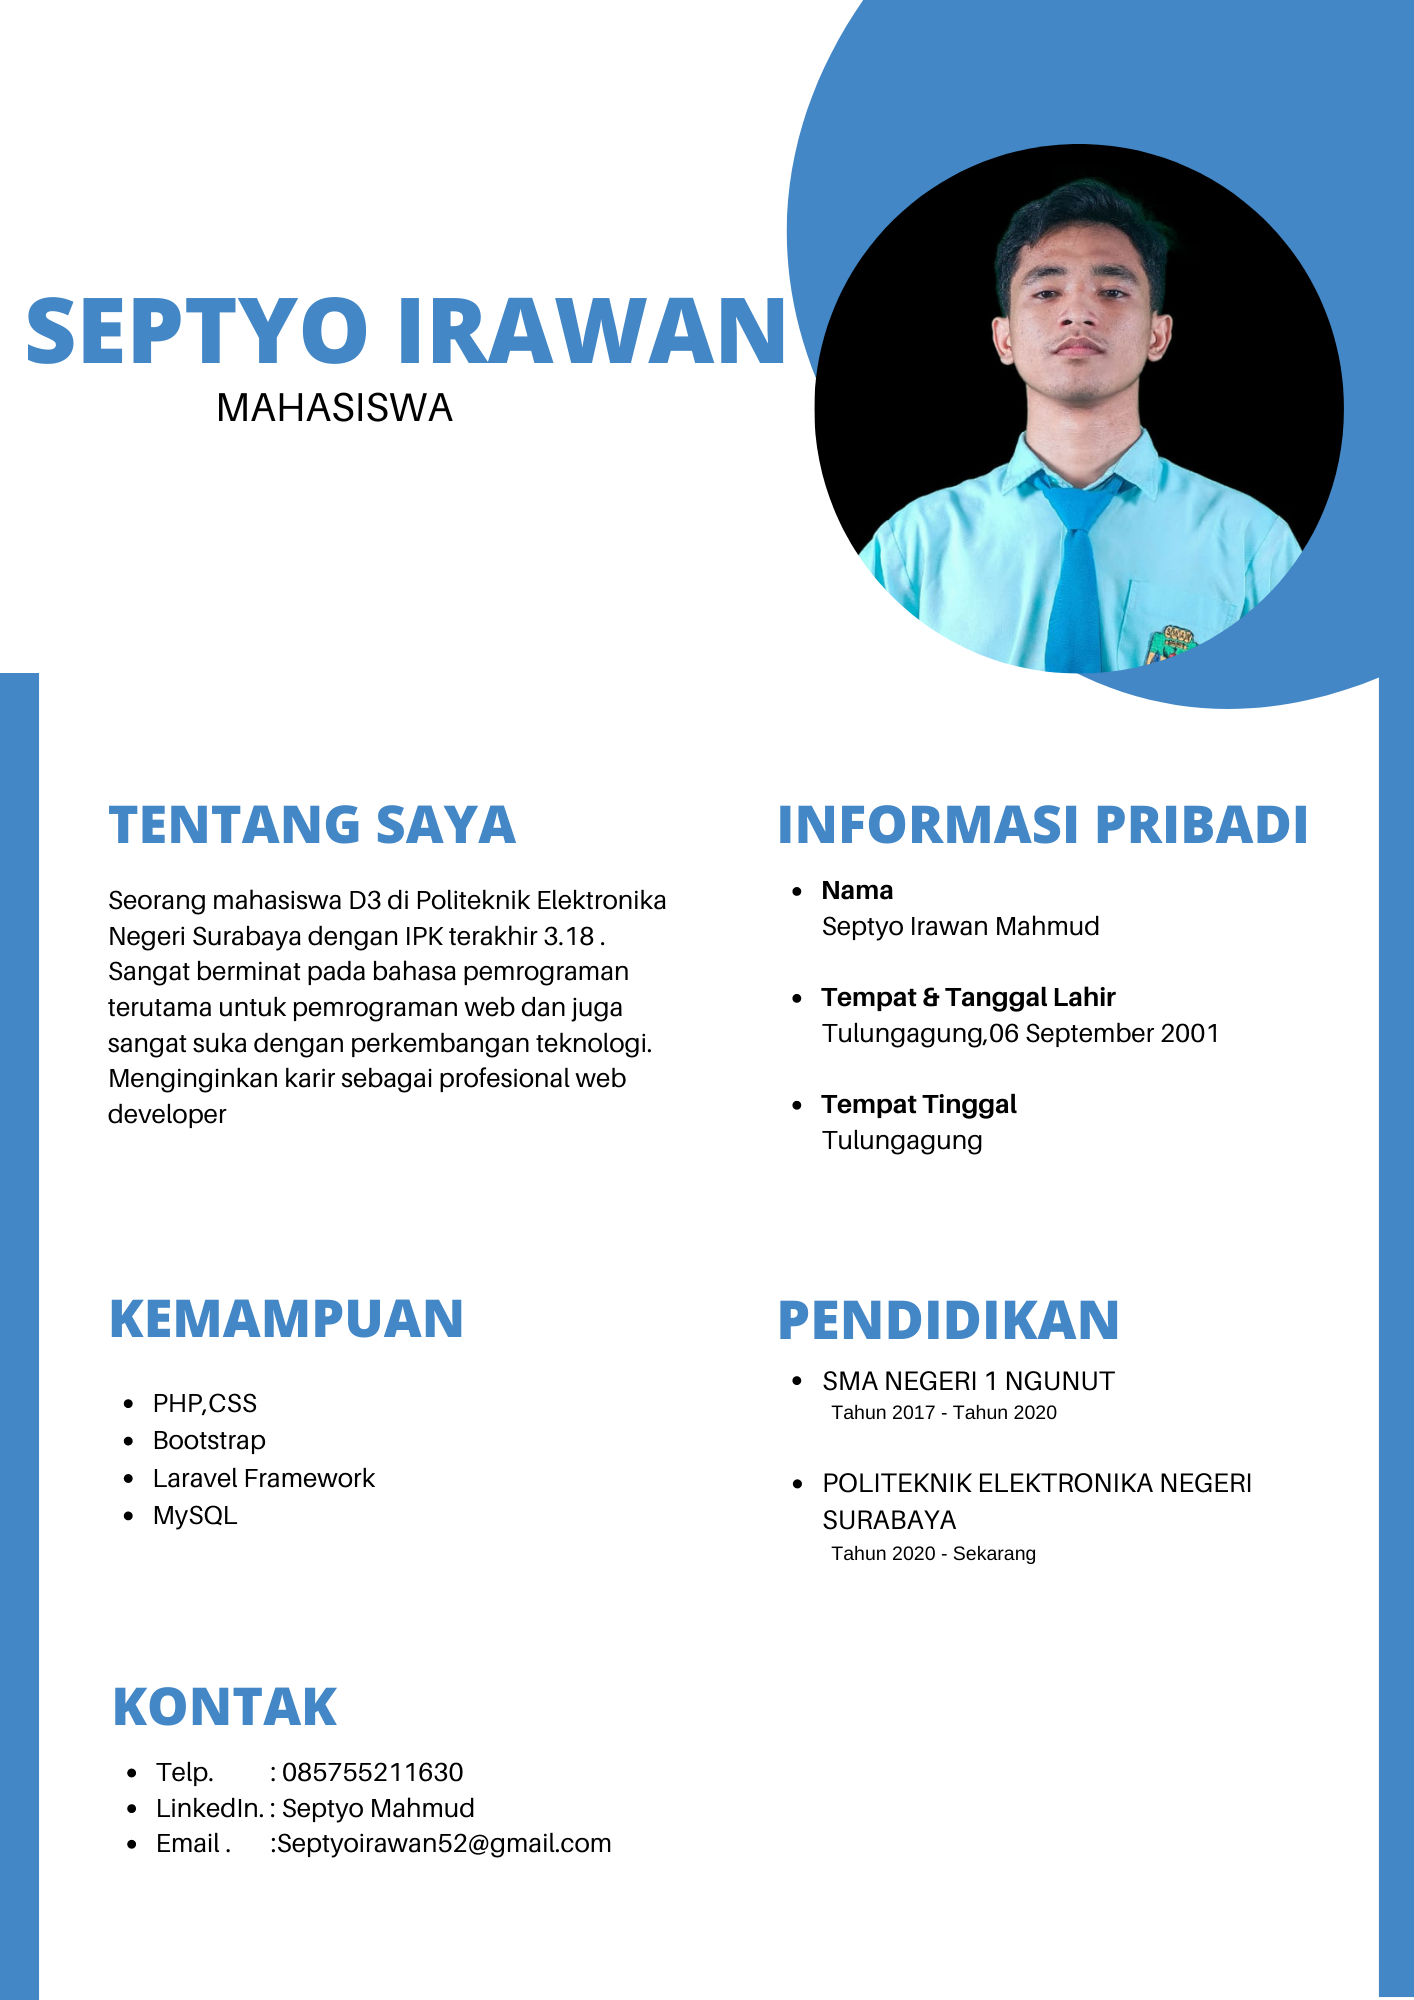 SEPTYO IRAWAN
MAHASISWA
TENTANG SAYA
Seorang mahasiswa D3 di Politeknik Elektronika
Negeri Surabaya dengan IPK terakhir 3.18 .
Sangat berminat pada bahasa pemrograman
terutama untuk pemrograman web dan juga
sangat suka dengan perkembangan teknologi.
Menginginkan karir sebagai profesional web
developer
INFORMASI PRIBADI
• Nama
Septyo Irawan Mahmud
• Tempat & Tanggal Lahir
Tulungagung,06 September 2001
• Tempat Tinggal
Tulungagung
KEMAMPUAN
• PHP,CSS
• Bootstrap
• Laravel Framework
• MySQL
PENDIDIKAN
• SMA NEGERI 1 NGUNUT
Tahun 2017 - Tahun 2020
• POLITEKNIK ELEKTRONIKA NEGERI
SURABAYA
Tahun 2020 - Sekarang
KONTAK
• Telp. : 085755211630
• LinkedIn. : Septyo Mahmud
• Email . :Septyoirawan52@gmail.com